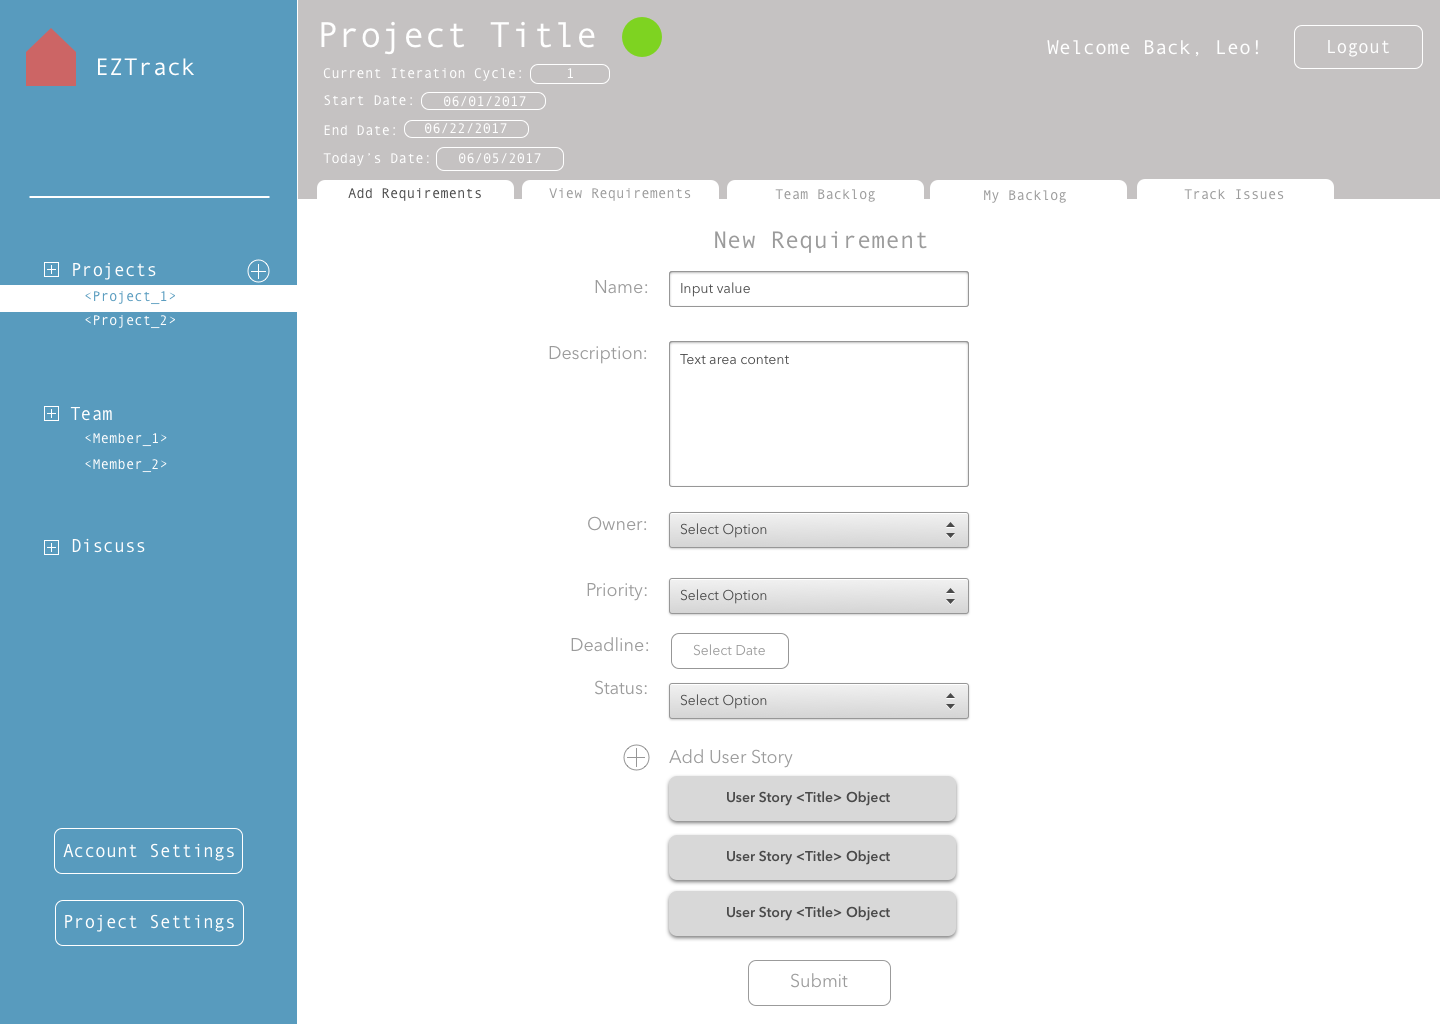 EZTrack
Projects
<Project_1>
<Project_2>
Team
<Member_1>
<Member_2>
Discuss
Account Settings
Project Settings
Project Title
Welcome Back, Leo!
Logout
Current Iteration Cycle: 1
Start Date: 06/01/2017
End Date: 06/22/2017
Today's Date: 06/05/2017
Add Requirements
View Requirements
Team Backlog
My Backlog
Track Issues
New Requirement
Name: Input value
Description: Text area content
Owner: Select Option
Priority: Select Option
Deadline: Select Date
Status: Select Option
Add User Story
User Story <Title> Object
User Story <Title> Object
User Story <Title> Object
Submit